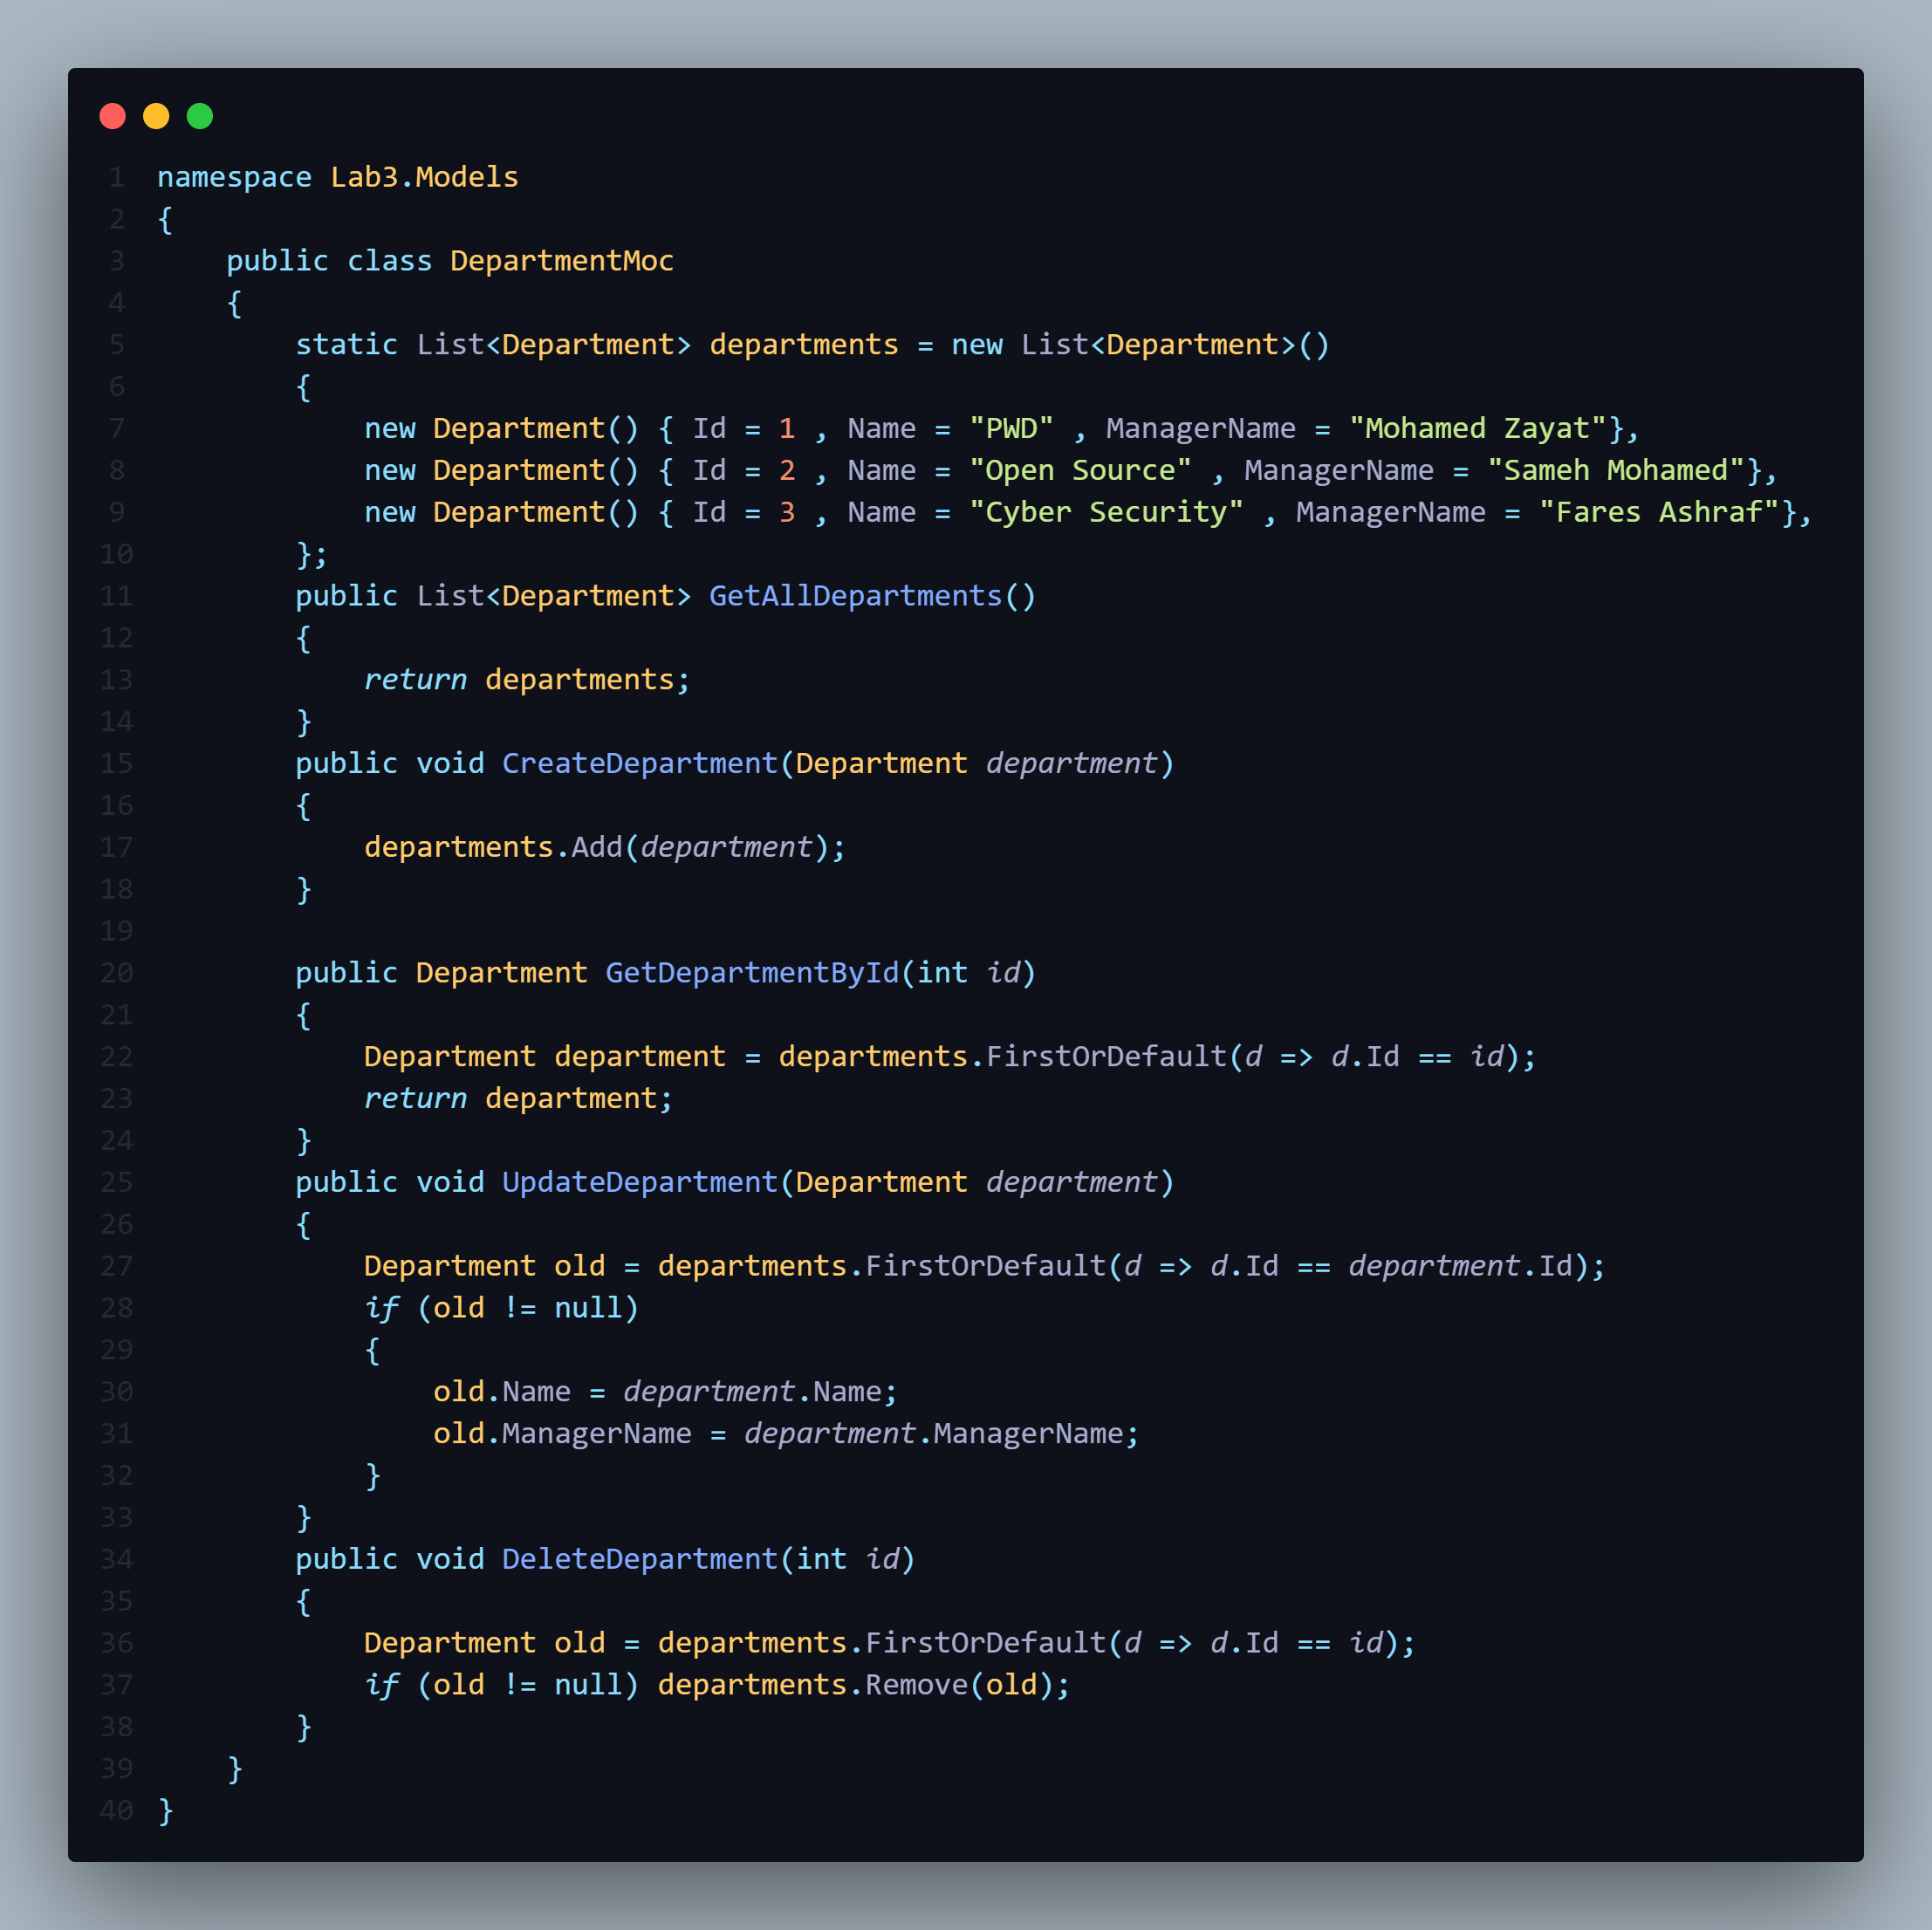 1 namespace Lab3.Models
2 {
3     public class DepartmentMoc
4     {
5         static List<Department> departments = new List<Department>()
6         {
7             new Department() { Id = 1 , Name = "PWD" , ManagerName = "Mohamed Zayat"},
8             new Department() { Id = 2 , Name = "Open Source" , ManagerName = "Sameh Mohamed"},
9             new Department() { Id = 3 , Name = "Cyber Security" , ManagerName = "Fares Ashraf"},
10         };
11         public List<Department> GetAllDepartments()
12         {
13             return departments;
14         }
15         public void CreateDepartment(Department department)
16         {
17             departments.Add(department);
18         }
19
20         public Department GetDepartmentById(int id)
21         {
22             Department department = departments.FirstOrDefault(d => d.Id == id);
23             return department;
24         }
25         public void UpdateDepartment(Department department)
26         {
27             Department old = departments.FirstOrDefault(d => d.Id == department.Id);
28             if (old != null)
29             {
30                 old.Name = department.Name;
31                 old.ManagerName = department.ManagerName;
32             }
33         }
34         public void DeleteDepartment(int id)
35         {
36             Department old = departments.FirstOrDefault(d => d.Id == id);
37             if (old != null) departments.Remove(old);
38         }
39     }
40 }